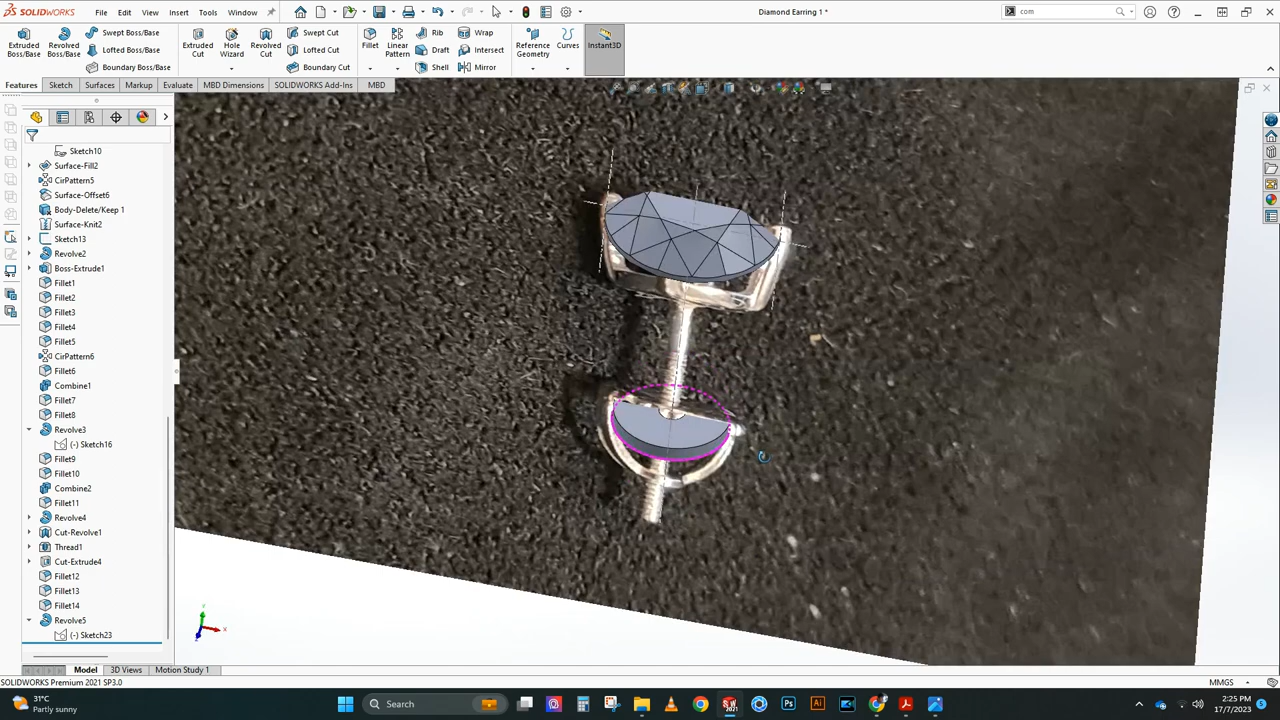 SOLIDWORKS File Edit View Insert Tools Window Diamond Earring 1 * com
Extruded Boss/Base Revolved Boss/Base Swept Boss/Base Extruded Cut Hole Wizard Revolved Cut Swept Cut Fillet Linear Pattern Rib Wrap Reference Geometry Curves Instant3D
Lofted Boss/Base Lofted Cut Draft Intersect
Boundary Boss/Base Boundary Cut Shell Mirror
Features Sketch Surfaces Markup Evaluate MBD Dimensions SOLIDWORKS Add-Ins MBD
Sketch10
Surface-Fill2
CirPattern5
Surface-Offset6
Body-Delete/Keep 1
Surface-Knit2
Sketch13
Revolve2
Boss-Extrude1
Fillet1
Fillet2
Fillet3
Fillet4
Fillet5
CirPattern6
Fillet6
Combine1
Fillet7
Fillet8
Revolve3
(-) Sketch16
Fillet9
Fillet10
Combine2
Fillet11
Revolve4
Cut-Revolve1
Thread1
Cut-Extrude4
Fillet12
Fillet13
Fillet14
Revolve5
(-) Sketch23
Y
X
Z
Model 3D Views Motion Study 1
SOLIDWORKS Premium 2021 SP3.0 MMGS
31°C
Partly sunny
Search
2:25 PM
17/7/2023